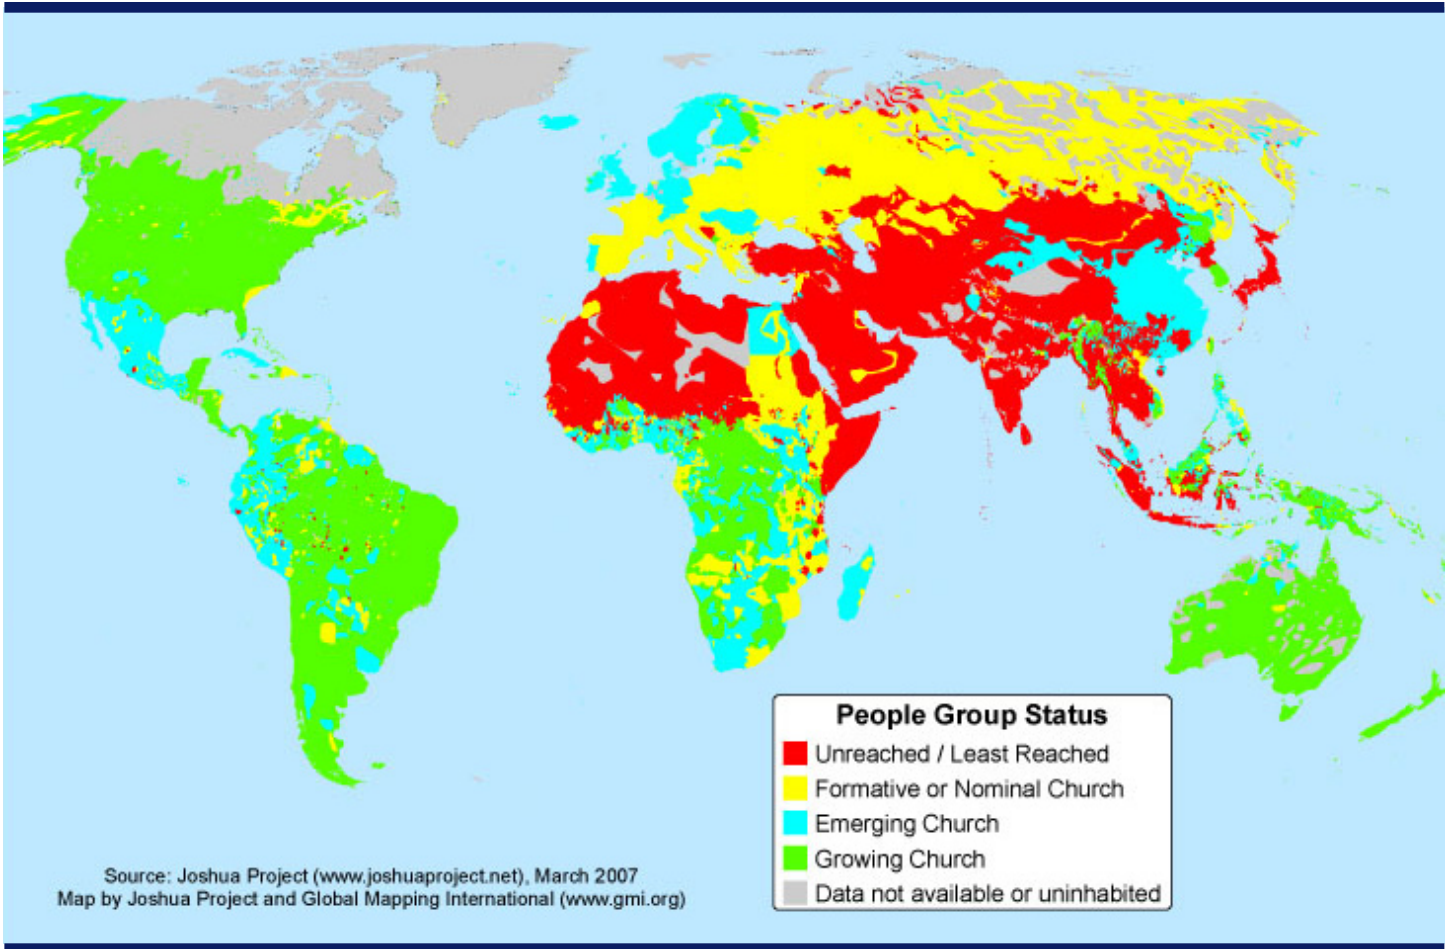 People Group Status
Unreached / Least Reached
Formative or Nominal Church
Emerging Church
Growing Church
Data not available or uninhabited
Source: Joshua Project (www.joshuaproject.net), March 2007
Map by Joshua Project and Global Mapping International (www.gmi.org)